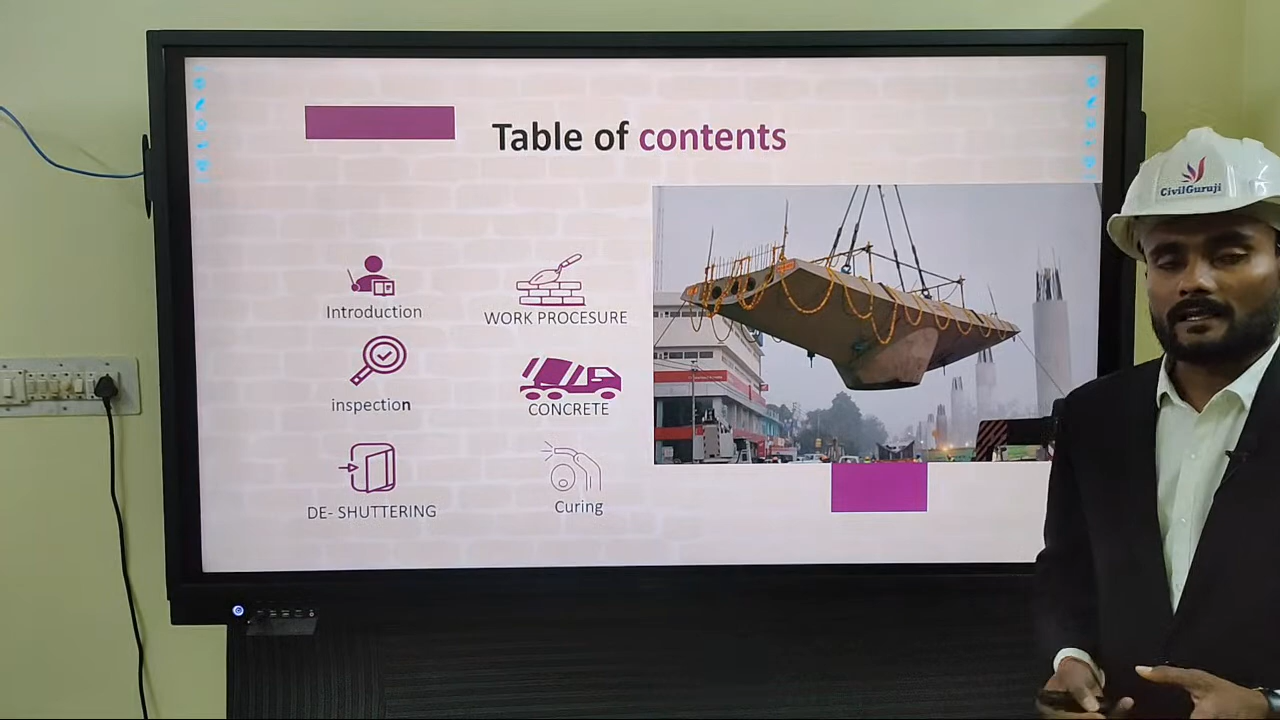 Table of contents
Introduction
WORK PROCESURE
inspection
CONCRETE
DE- SHUTTERING
Curing
CivilGuruji